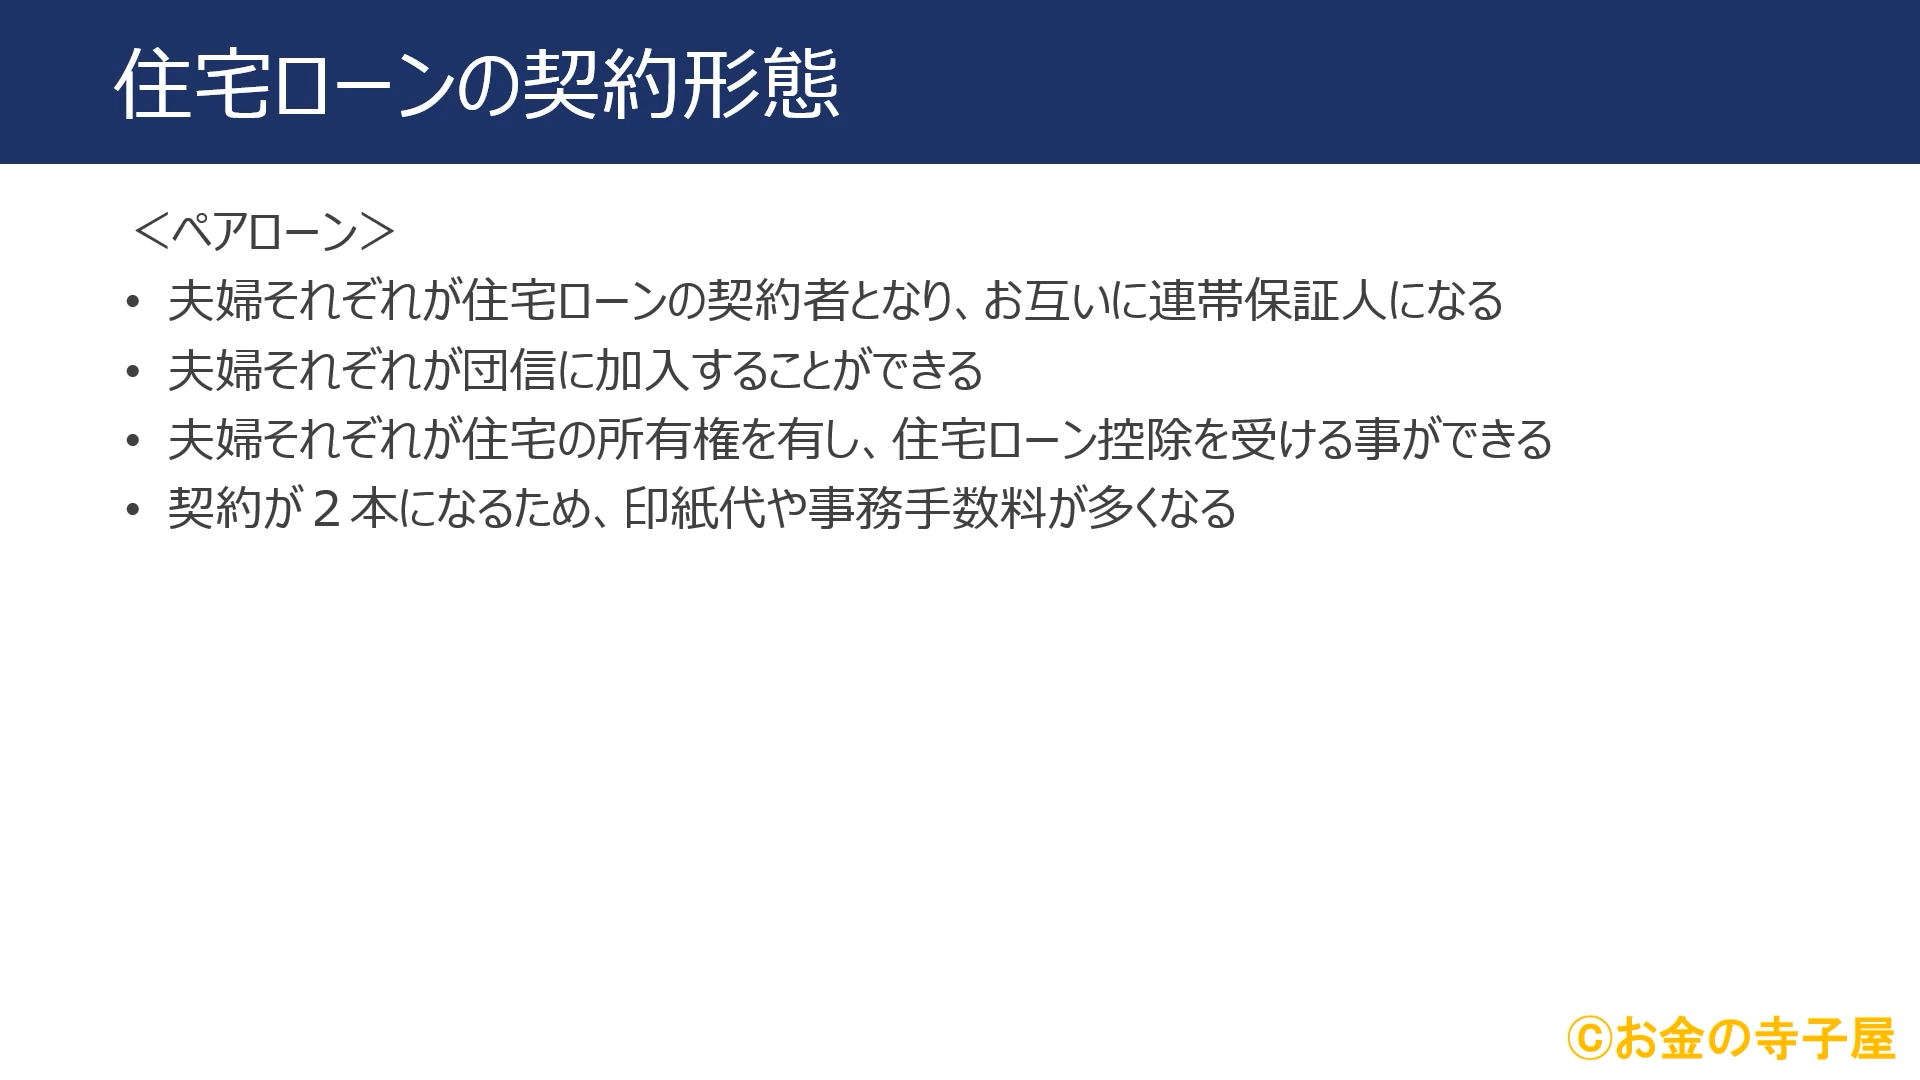 住宅ローンの契約形態
＜ペアローン＞
• 夫婦それぞれが住宅ローンの契約者となり、お互いに連帯保証人になる
• 夫婦それぞれが団信に加入することができる
• 夫婦それぞれが住宅の所有権を有し、住宅ローン控除を受ける事ができる
• 契約が２本になるため、印紙代や事務手数料が多くなる
Ⓒお金の寺子屋